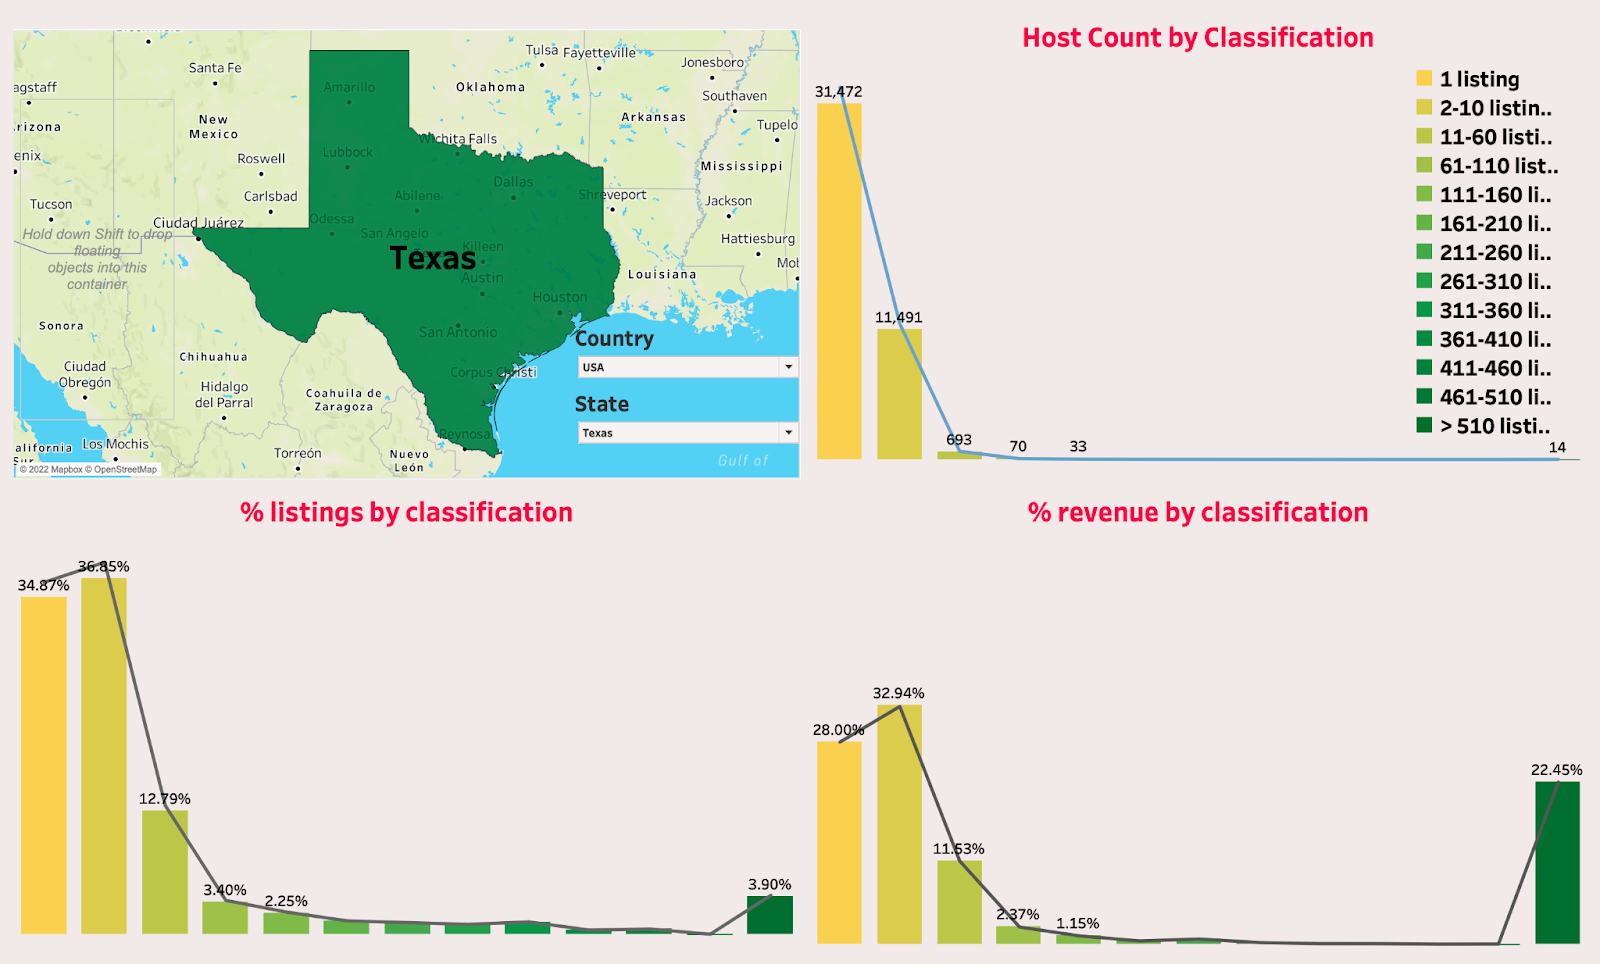 Tulsa
Fayetteville
Santa Fe
Jonesboro
agstaff
Amarillo
Oklahoma
Southaven
New
Mexico
Arkansas
rizona
Tupelo
Wichita Falls
enix
Roswell
Lubbock
Mississippi
Carlsbad
Abilene
Dallas
Shreveport
Jackson
Tucson
Ciudad Juárez
Odessa
San Angelo
Killeen
Hattiesburg
Hold down Shift to drop
floating
objects into this
container
Texas
Mob
Austin
Louisiana
Houston
Sonora
San Antonio
Chihuahua
Ciudad
Obregón
Hidalgo
del Parral
Coahuila de
Zaragoza
Corpus Christi
Reynosa
alifornia
Sur
Los Mochis
Torreón
Nuevo
León
Gulf of
© 2022 Mapbox © OpenStreetMap
Country
USA
State
Texas
Host Count by Classification
31,472
11,491
693
70
33
14
1 listing
2-10 listin..
11-60 listi..
61-110 list..
111-160 li..
161-210 li..
211-260 li..
261-310 li..
311-360 li..
361-410 li..
411-460 li..
461-510 li..
> 510 listi..
% listings by classification
34.87%
36.85%
12.79%
3.40%
2.25%
3.90%
% revenue by classification
28.00%
32.94%
11.53%
2.37%
1.15%
22.45%